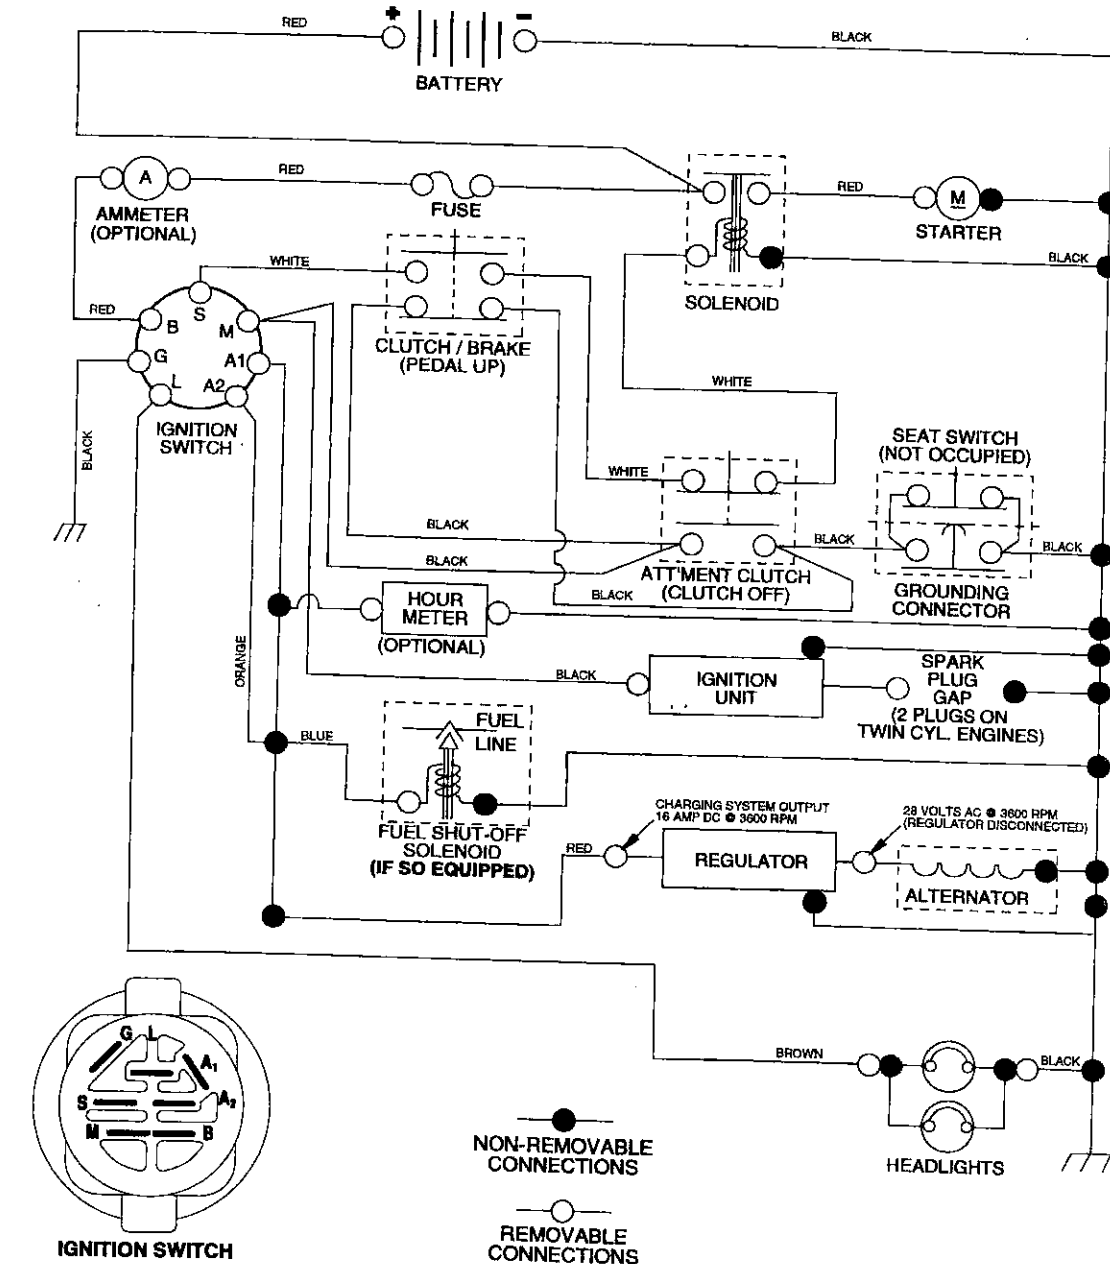 RED
+
-
BLACK
BATTERY
A
RED
AMMETER
(OPTIONAL)
FUSE
RED
M
STARTER
BLACK
SOLENOID
WHITE
RED
S
B
M
G
A1
L
A2
IGNITION
SWITCH
BLACK
CLUTCH / BRAKE
(PEDAL UP)
WHITE
SEAT SWITCH
(NOT OCCUPIED)
WHITE
BLACK
BLACK
BLACK
BLACK
ATT'MENT CLUTCH
(CLUTCH OFF)
BLACK
GROUNDING
CONNECTOR
HOUR
METER
(OPTIONAL)
ORANGE
BLACK
IGNITION
UNIT
SPARK
PLUG
GAP
(2 PLUGS ON
TWIN CYL. ENGINES)
BLUE
FUEL
LINE
FUEL SHUT-OFF
SOLENOID
(IF SO EQUIPPED)
CHARGING SYSTEM OUTPUT
16 AMP DC @ 3600 RPM
28 VOLTS AC @ 3600 RPM
(REGULATOR DISCONNECTED)
RED
REGULATOR
ALTERNATOR
BROWN
BLACK
HEADLIGHTS
G L
A1
S
A2
M
B
IGNITION SWITCH
NON-REMOVABLE
CONNECTIONS
REMOVABLE
CONNECTIONS